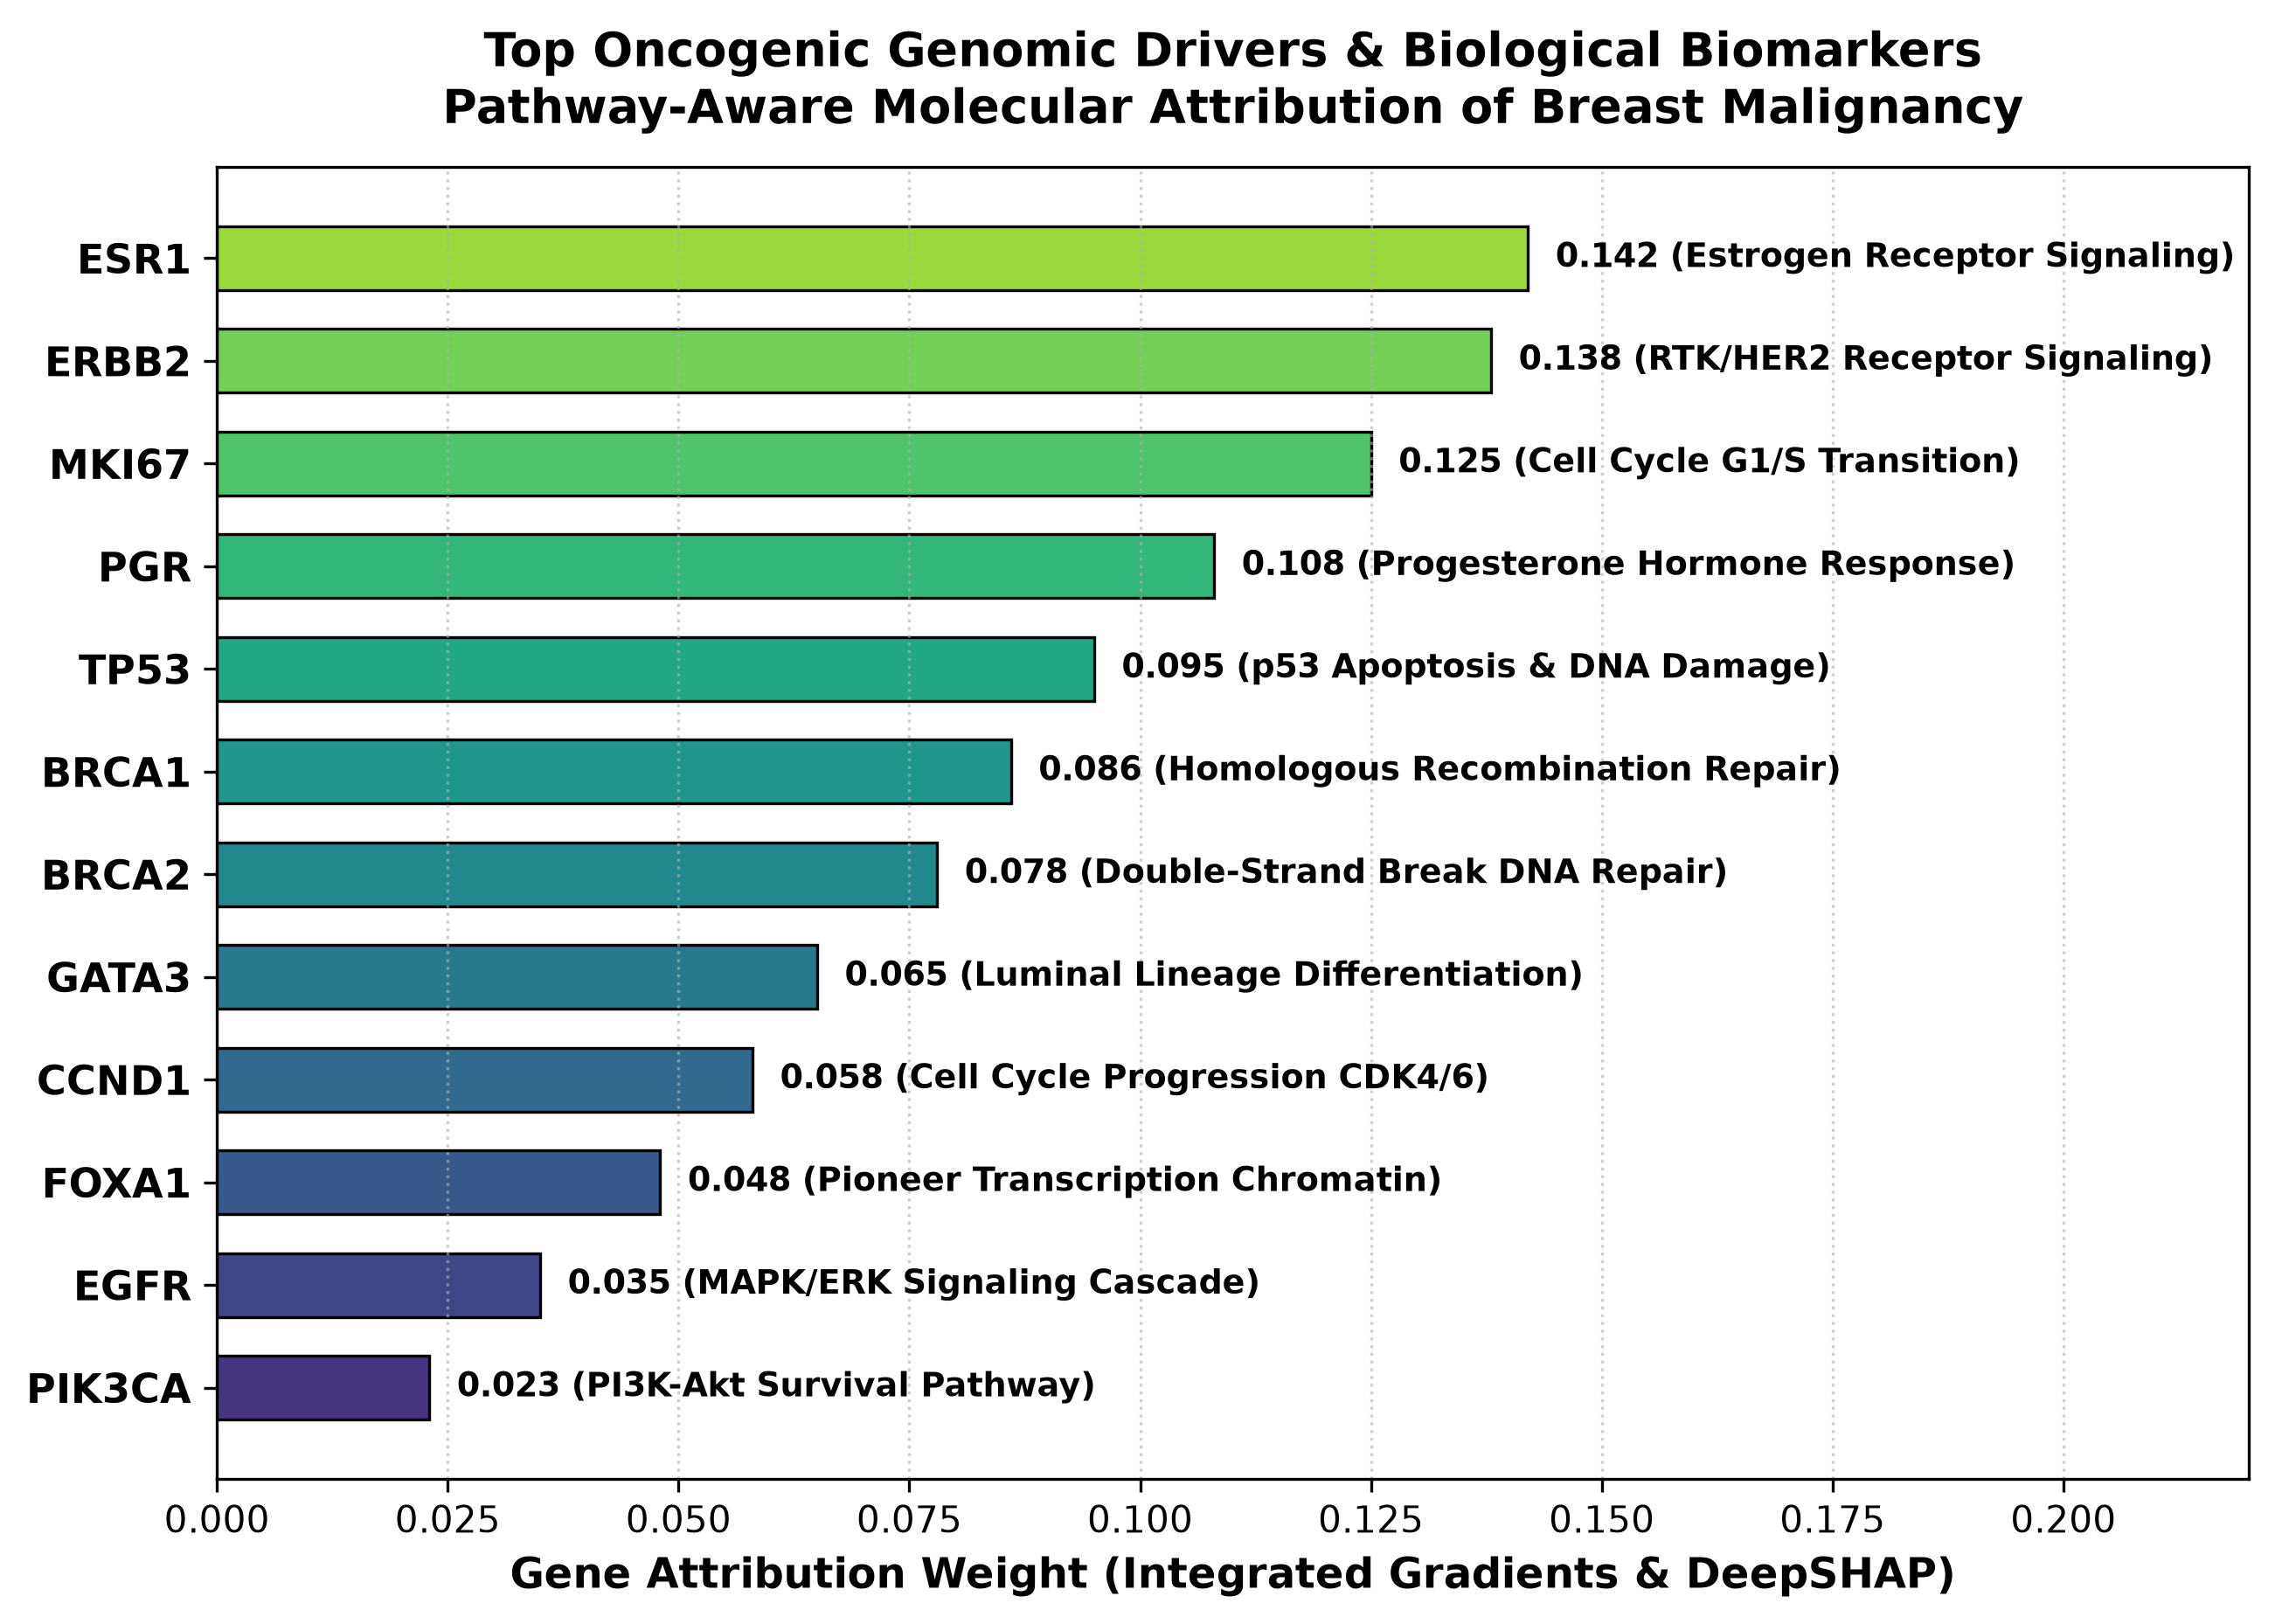 Top Oncogenic Genomic Drivers & Biological Biomarkers
Pathway-Aware Molecular Attribution of Breast Malignancy
ESR1 0.142 (Estrogen Receptor Signaling)
ERBB2 0.138 (RTK/HER2 Receptor Signaling)
MKI67 0.125 (Cell Cycle G1/S Transition)
PGR 0.108 (Progesterone Hormone Response)
TP53 0.095 (p53 Apoptosis & DNA Damage)
BRCA1 0.086 (Homologous Recombination Repair)
BRCA2 0.078 (Double-Strand Break DNA Repair)
GATA3 0.065 (Luminal Lineage Differentiation)
CCND1 0.058 (Cell Cycle Progression CDK4/6)
FOXA1 0.048 (Pioneer Transcription Chromatin)
EGFR 0.035 (MAPK/ERK Signaling Cascade)
PIK3CA 0.023 (PI3K-Akt Survival Pathway)
0.000 0.025 0.050 0.075 0.100 0.125 0.150 0.175 0.200
Gene Attribution Weight (Integrated Gradients & DeepSHAP)